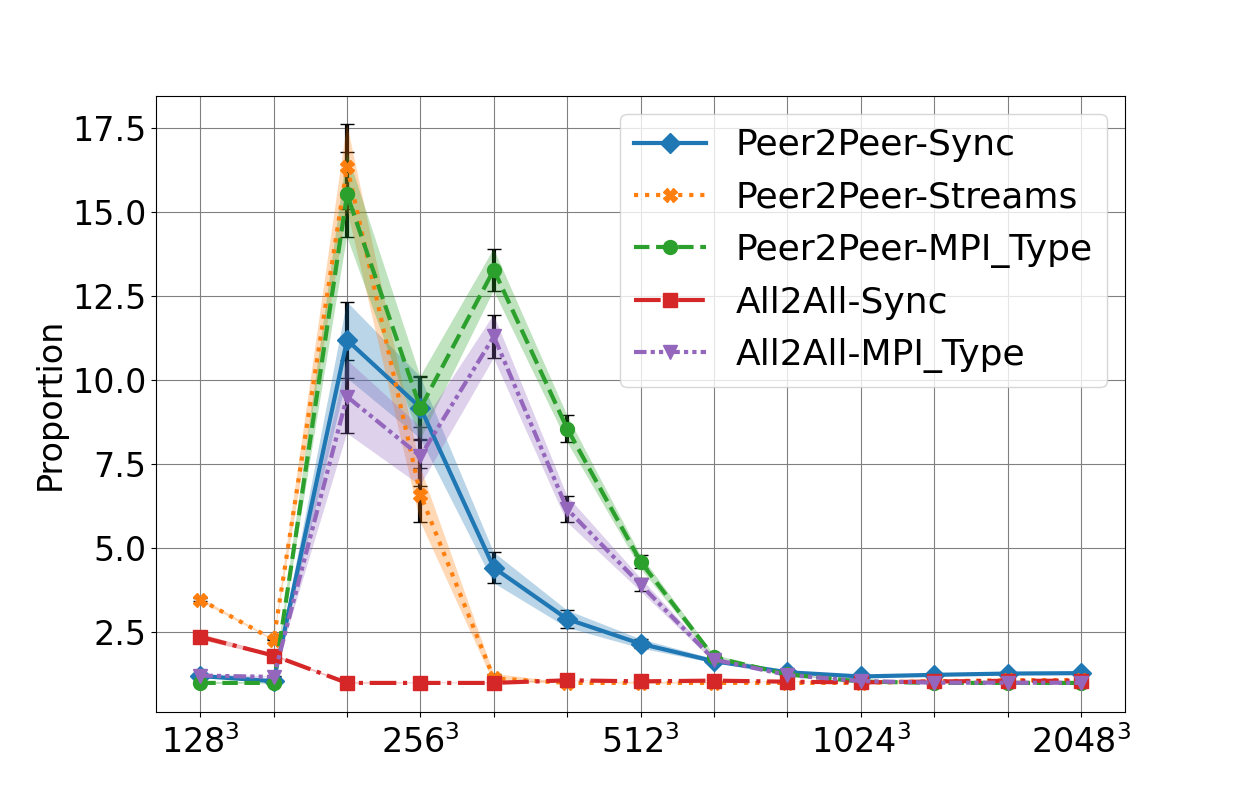 17.5
15.0
12.5
10.0
7.5
5.0
2.5
Proportion
Peer2Peer-Sync
Peer2Peer-Streams
Peer2Peer-MPI_Type
All2All-Sync
All2All-MPI_Type
128³ 256³ 512³ 1024³ 2048³